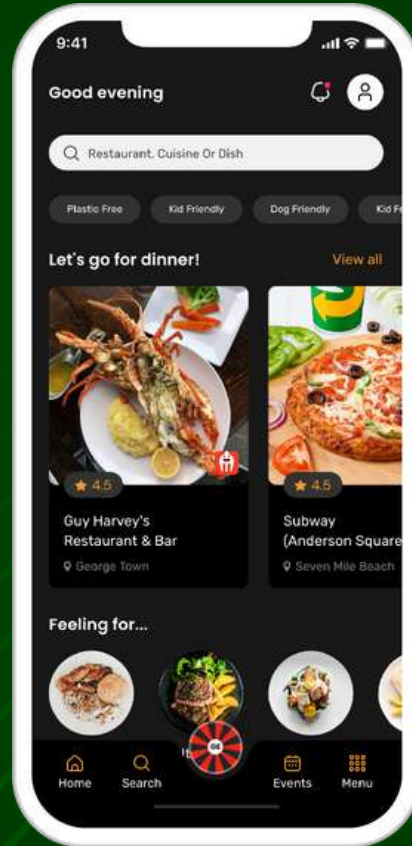 9:41
Good evening
Restaurant, Cuisine Or Dish
Plastic Free Kid Friendly Dog Friendly Kid
Let's go for dinner! View all
4.5 4.5
Guy Harvey's Subway
Restaurant & Bar (Anderson Square
George Town Seven Mile Beach
Feeling for...
Home Search Events Menu